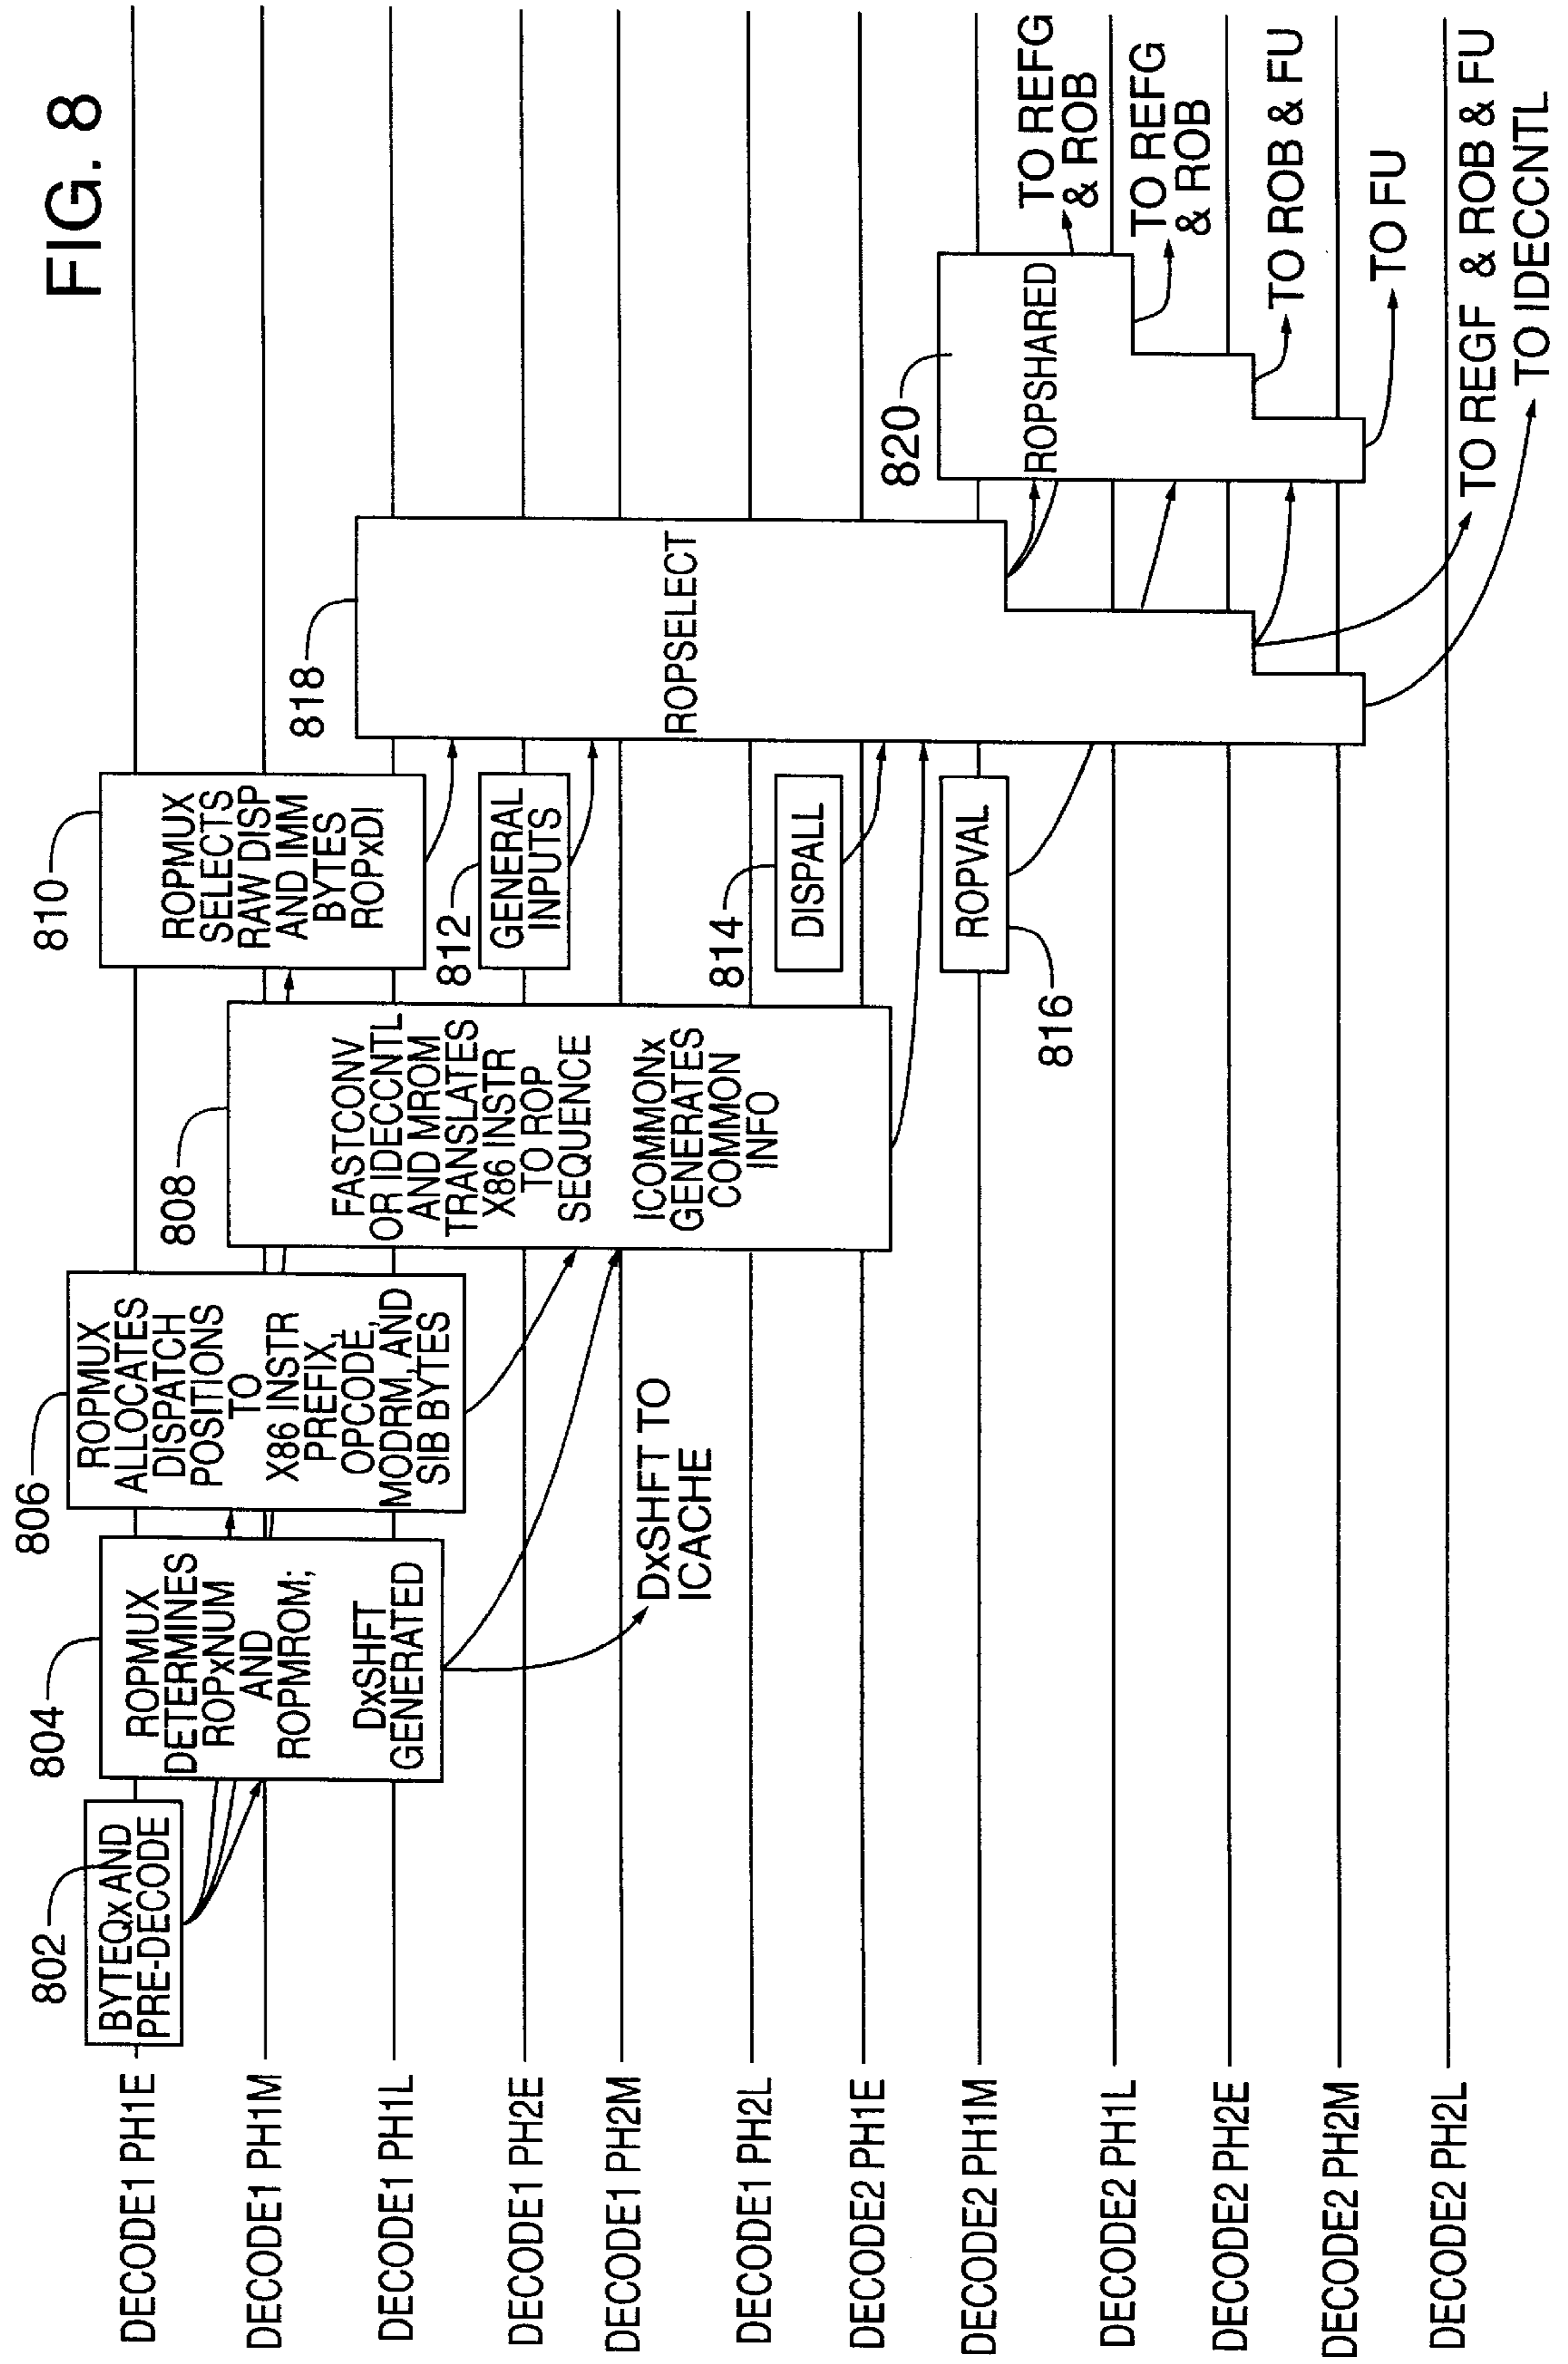 FIG. 8
DECODE1 PH1E
DECODE1 PH1M
DECODE1 PH1L
DECODE1 PH2E
DECODE1 PH2M
DECODE1 PH2L
DECODE2 PH1E
DECODE2 PH1M
DECODE2 PH1L
DECODE2 PH2E
DECODE2 PH2M
DECODE2 PH2L
802
BYTEQx AND
PRE-DECODE
804
ROPMUX
DETERMINES
ROPxNUM
AND
ROPMROM;
DxSHFT
GENERATED
DxSHFT TO
ICACHE
806
ROPMUX
ALLOCATES
DISPATCH
POSITIONS
TO
X86 INSTR
PREFIX,
OPCODE,
MODRM, AND
SIB BYTES
808
FASTCONV
OR IDECCNTL
AND MROM
TRANSLATES
X86 INSTR
TO ROP
SEQUENCE
ICOMMONx
GENERATES
COMMON
INFO
810
ROPMUX
SELECTS
RAW DISP
AND IMM
BYTES
ROPxDI
812
GENERAL
INPUTS
814
DISPALL
816
ROPVAL
818
ROPSELECT
820
ROPSHARED
TO REFG
& ROB
TO REFG
& ROB
TO ROB & FU
TO FU
TO REGF & ROB & FU
TO IDECCNTL